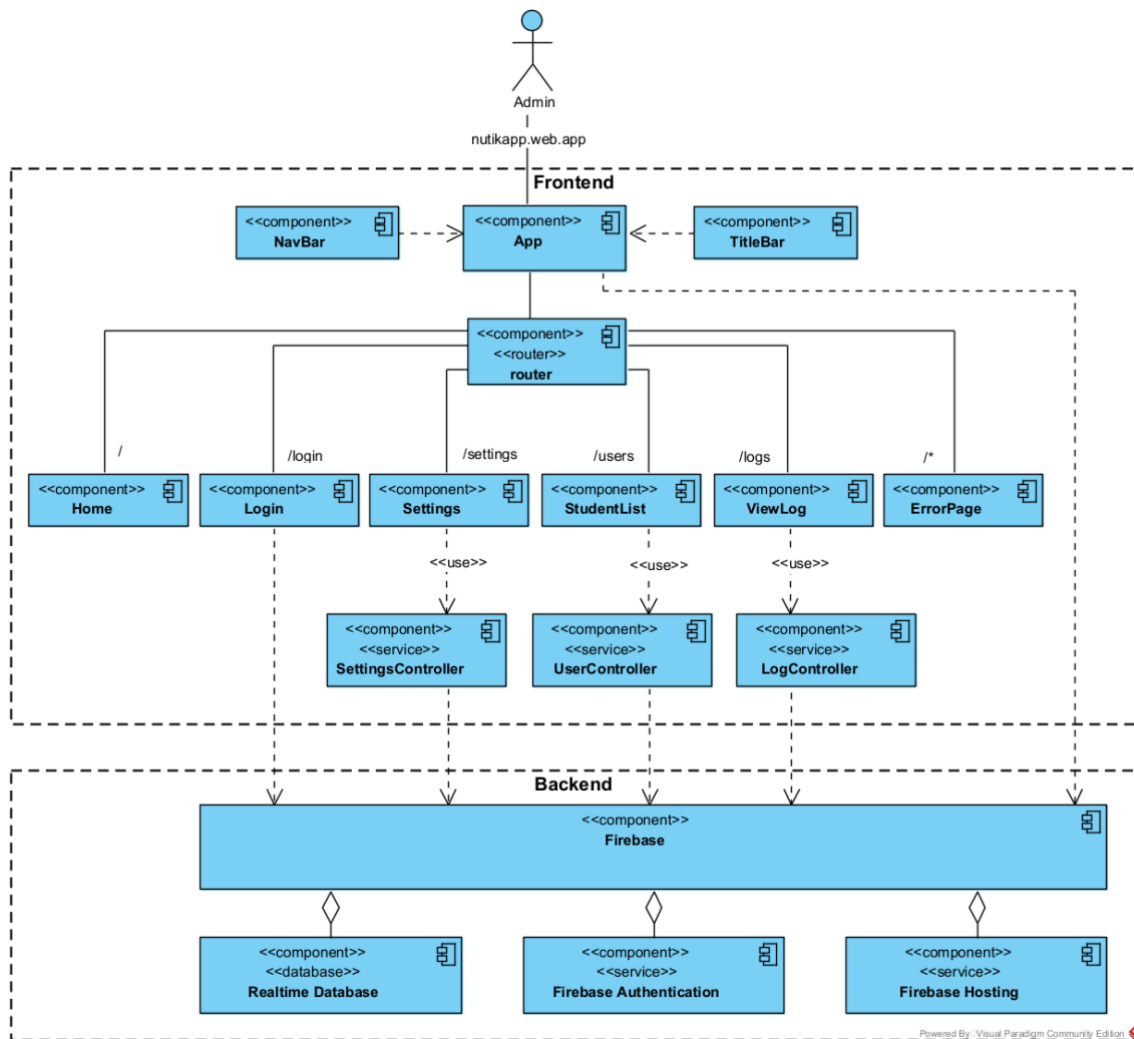 Admin
nutikapp.web.app
Frontend
<<component>>
NavBar
<<component>>
App
<<component>>
TitleBar
<<component>>
<<router>>
router
/
/login
/settings
/users
/logs
/*
<<component>>
Home
<<component>>
Login
<<component>>
Settings
<<component>>
StudentList
<<component>>
ViewLog
<<component>>
ErrorPage
<<use>>
<<use>>
<<use>>
<<component>>
<<service>>
SettingsController
<<component>>
<<service>>
UserController
<<component>>
<<service>>
LogController
Backend
<<component>>
Firebase
<<component>>
<<database>>
Realtime Database
<<component>>
<<service>>
Firebase Authentication
<<component>>
<<service>>
Firebase Hosting
Powered By: Visual Paradigm Community Edition